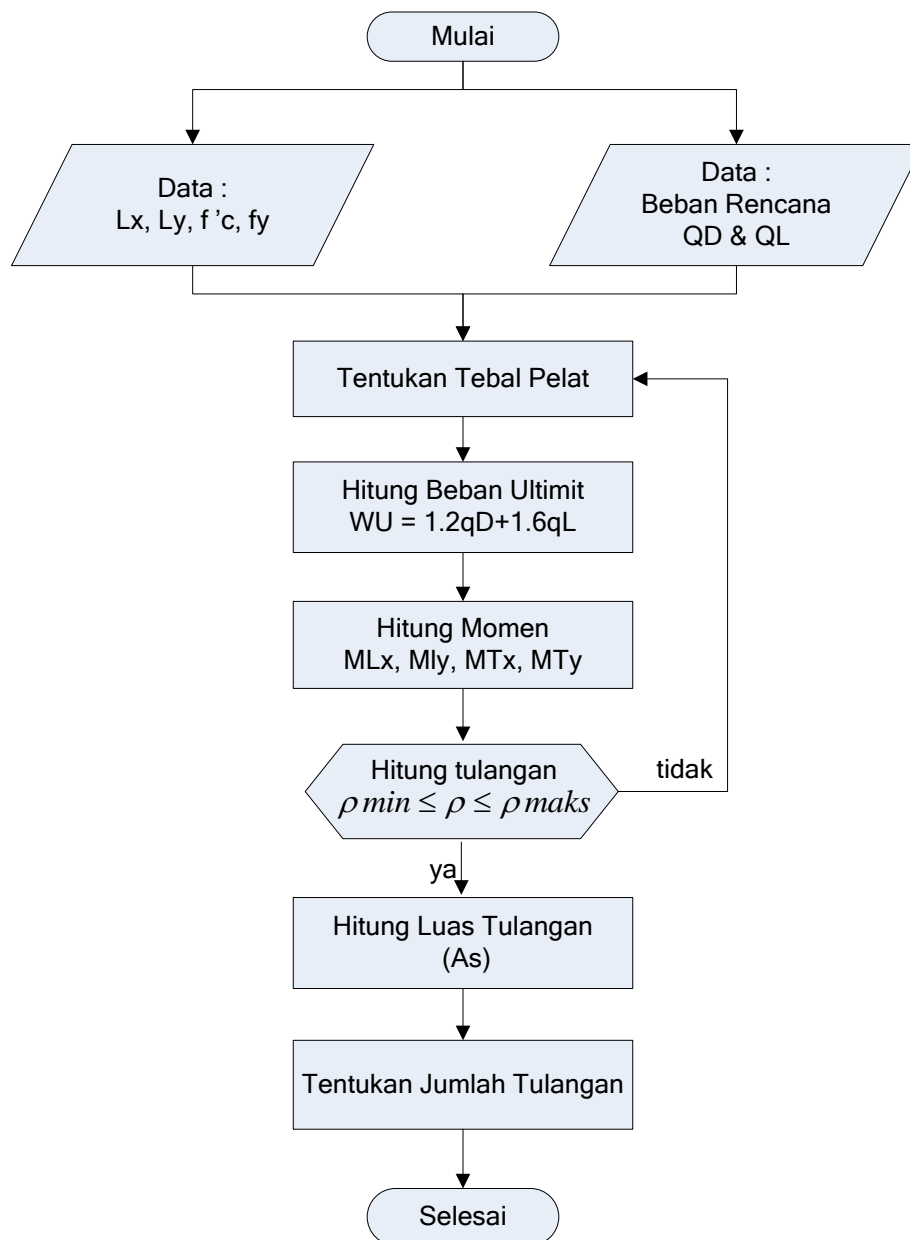 Mulai
Data :
Lx, Ly, f 'c, fy
Data :
Beban Rencana
QD & QL
Tentukan Tebal Pelat
Hitung Beban Ultimit
WU = 1.2qD+1.6qL
Hitung Momen
MLx, Mly, MTx, MTy
Hitung tulangan
ρ min ≤ ρ ≤ ρ maks
tidak
ya
Hitung Luas Tulangan
(As)
Tentukan Jumlah Tulangan
Selesai